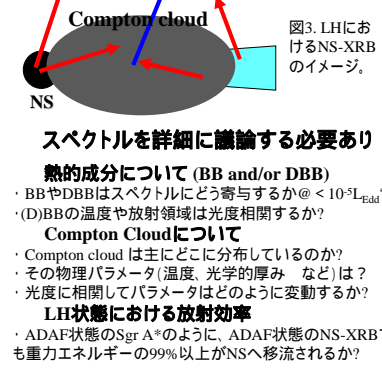 Compton cloud
図3. LHにお
けるNS-XRB
のイメージ。
NS
スペクトルを詳細に議論する必要あり
熱的成分について (BB and/or DBB)
・BBやDBBはスペクトルにどう寄与するか@ < 10⁻⁵L_Edd
・(D)BBの温度や放射領域は光度相関するか?
Compton Cloudについて
・Compton cloud は主にどこに分布しているのか?
・その物理パラメータ(温度、光学的厚み　など)は？
・光度に相関してパラメータはどのように変動するか?
LH状態における放射効率
・ADAF状態のSgr A*のように、ADAF状態のNS-XRB
も重力エネルギーの99%以上がNSへ移流されるか?